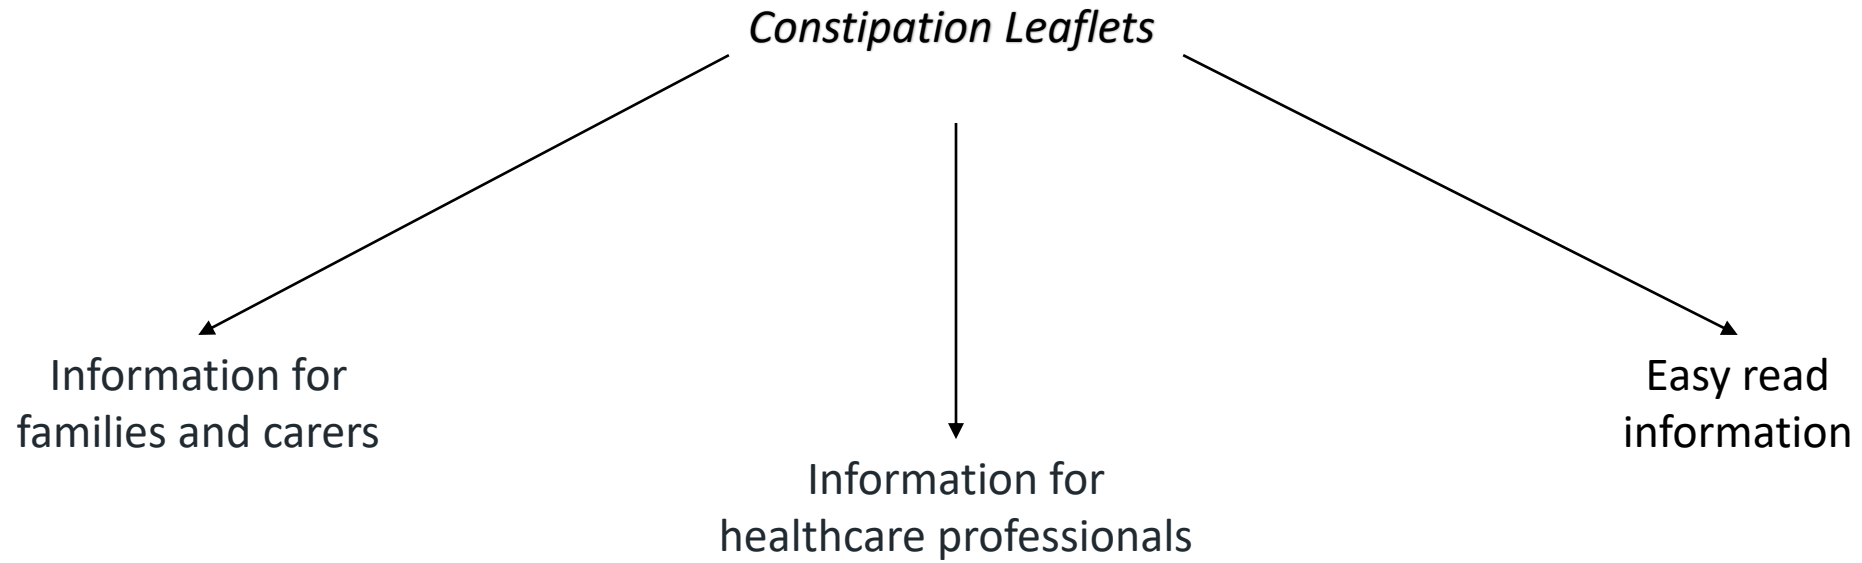 Constipation Leaflets
Information for
families and carers
Information for
healthcare professionals
Easy read
information